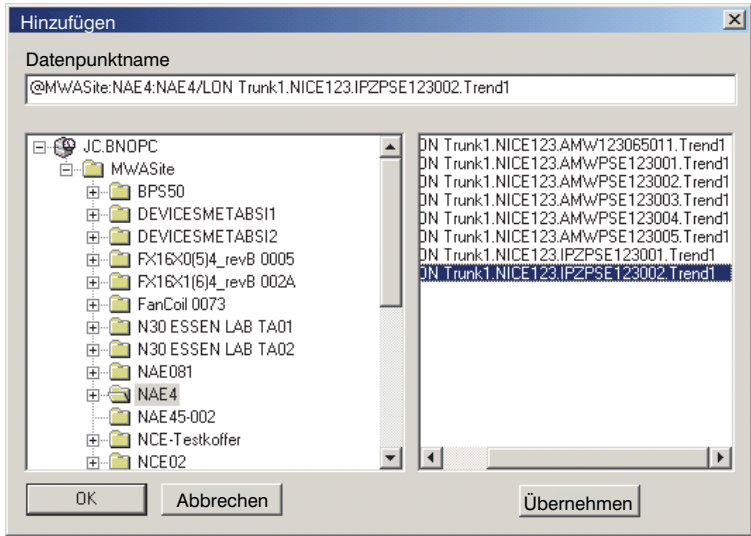 Hinzufügen
Datenpunktname
@MWASite:NAE4:NAE4/LON Trunk1.NICE123.IPZPSE123002.Trend1
JC.BNOPC
MWASite
BPS50
DEVICESMETABSI1
DEVICESMETABSI2
FX16X0(5)4_revB 0005
FX16X1(6)4_revB 002A
FanCoil 0073
N30 ESSEN LAB TA01
N30 ESSEN LAB TA02
NAE081
NAE4
NAE45-002
NCE-Testkoffer
NCE02
ON Trunk1.NICE123.AMW123065011.Trend1
ON Trunk1.NICE123.AMWPSE123001.Trend1
ON Trunk1.NICE123.AMWPSE123002.Trend1
ON Trunk1.NICE123.AMWPSE123003.Trend1
ON Trunk1.NICE123.AMWPSE123004.Trend1
ON Trunk1.NICE123.AMWPSE123005.Trend1
ON Trunk1.NICE123.IPZPSE123001.Trend1
ON Trunk1.NICE123.IPZPSE123002.Trend1
OK
Abbrechen
Übernehmen